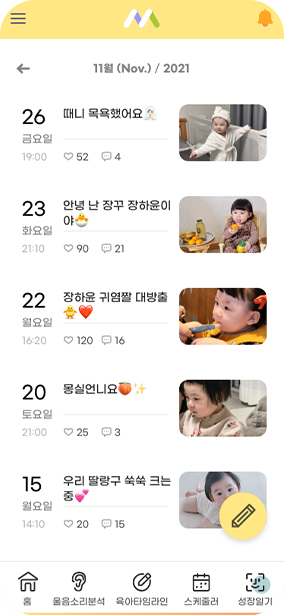 11월 (Nov.) / 2021
26
금요일
19:00
때니 목욕했어요👻
52 4
23
화요일
21:10
안녕 난 장꾸 장하윤이
야🐣
90 21
22
월요일
16:20
장하윤 귀염짤 대방출
🐥❤️
120 16
20
토요일
21:00
몽실언니요🍑✨
25 3
15
월요일
14:10
우리 딸랑구 쑥쑥 크는
중💕
20 15
홈 울음소리분석 육아타임라인 스케줄러 성장일기